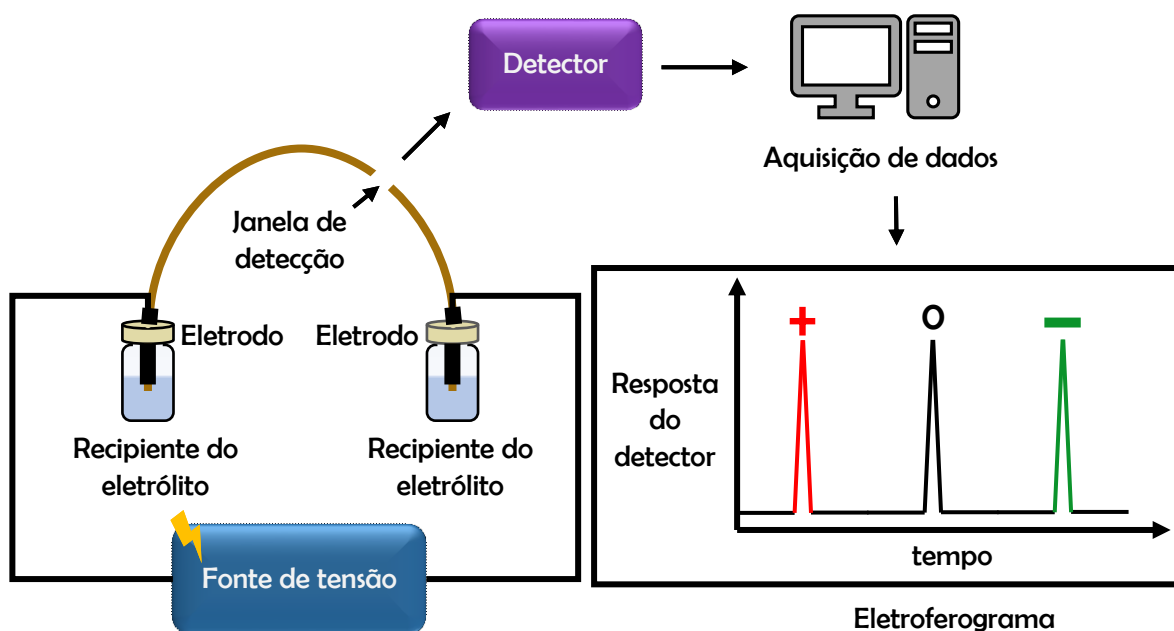 Detector
Aquisição de dados
Janela de
detecção
Eletrodo
Eletrodo
Recipiente do
eletrólito
Recipiente do
eletrólito
Fonte de tensão
+
o
–
Resposta
do
detector
tempo
Eletroferograma